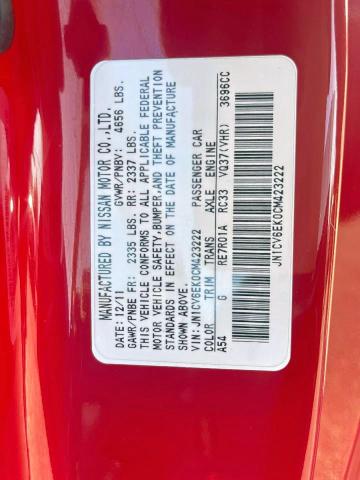 MANUFACTURED BY NISSAN MOTOR CO.,LTD.
12/11 GVWR/PNBV: 4656 LBS.
GAWR/PNBE FR: 2335 LBS. RR: 2337 LBS.
THIS VEHICLE CONFORMS TO ALL APPLICABLE FEDERAL
MOTOR VEHICLE SAFETY,BUMPER,AND THEFT PREVENTION
STANDARDS IN EFFECT ON THE DATE OF MANUFACTURE
SHOWN ABOVE.
VIN:JN1CV6EK0CM423222 PASSENGER CAR
COLOR TRIM TRANS AXLE ENGINE
A54 G RE7R01A RC33 VQ37(VHR) 3696CC
JN1CV6EK0CM423222